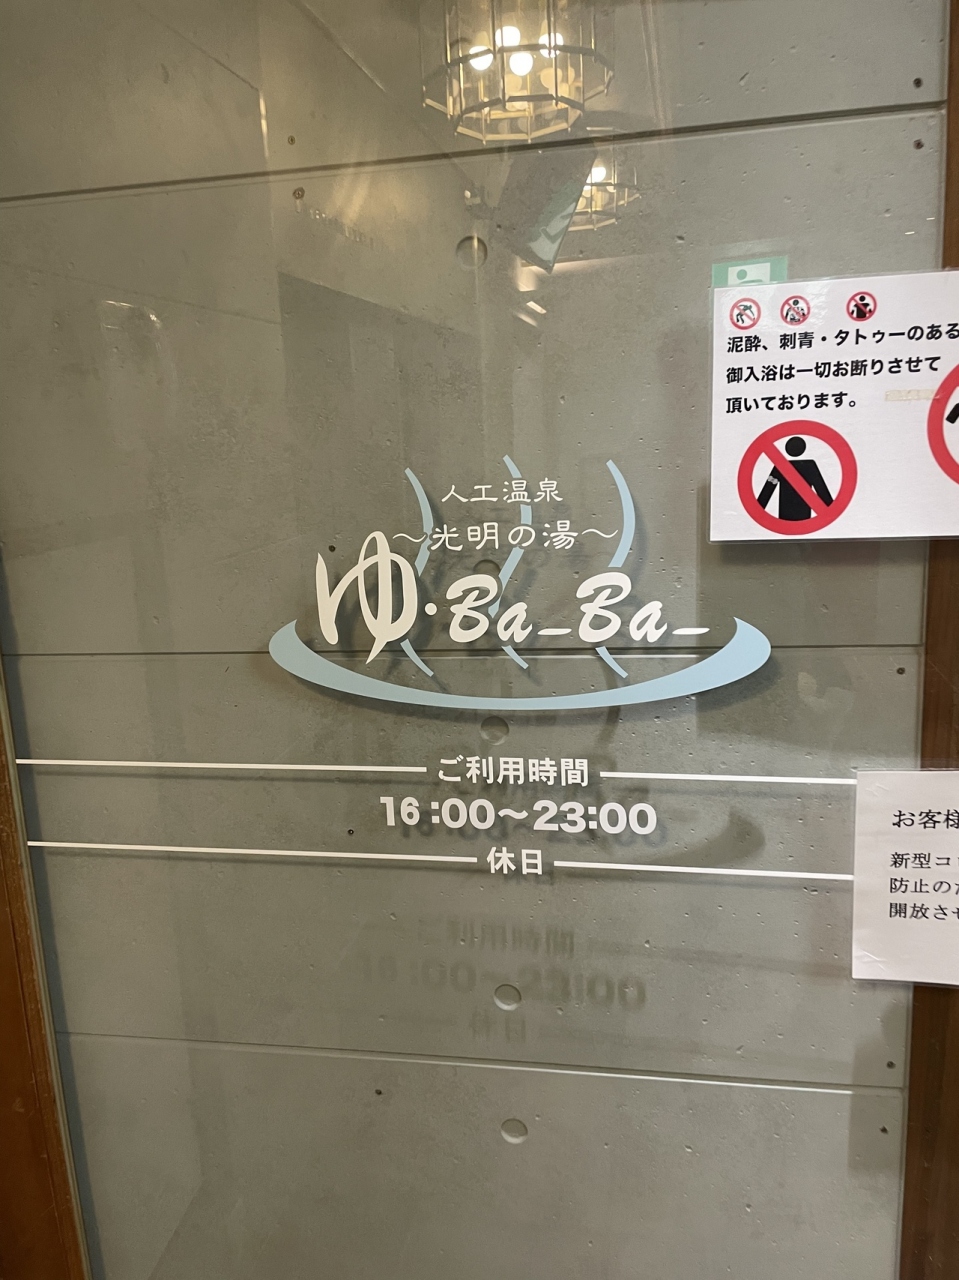 泥酔、刺青・タトゥーのある
御入浴は一切お断りさせて
頂いております。
人工温泉
〜光明の湯〜
ゆ・Ba_Ba_
ご利用時間
16:00〜23:00
休日
お客様
新型コ
防止のた
開放させ